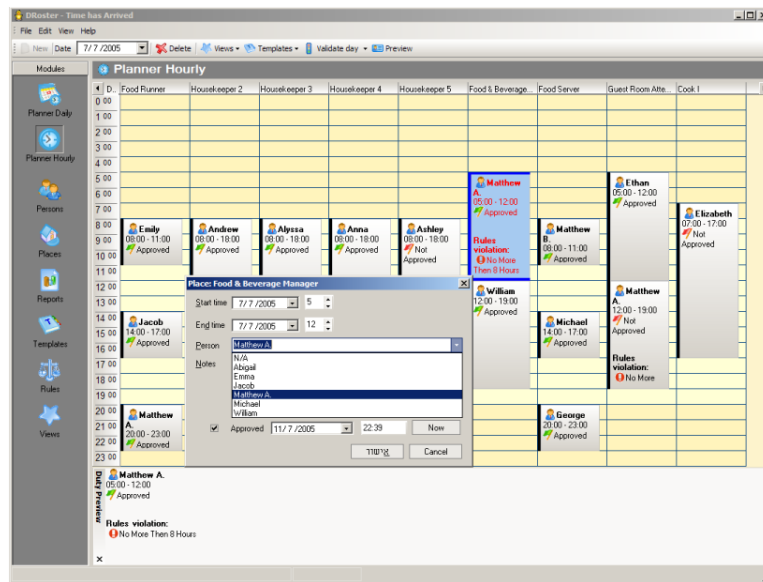 DRoster - Time has Arrived
File Edit View Help
New Date 7/ 7 /2005 Delete Views Templates Validate day Preview
Modules
Planner Hourly
Planner Daily
Planner Hourly
Persons
Places
Reports
Templates
Rules
Views
D.. Food Runner Housekeeper 2 Housekeeper 3 Housekeeper 4 Housekeeper 5 Food & Beverage... Food Server Guest Room Atte... Cook I
0 00
1 00
2 00
3 00
4 00
5 00
6 00
7 00
8 00
9 00
10 00
11 00
12 00
13 00
14 00
15 00
16 00
17 00
18 00
19 00
20 00
21 00
22 00
23 00
Emily
08:00 - 11:00
Approved
Jacob
14:00 - 17:00
Approved
Matthew
A.
20:00 - 23:00
Approved
Andrew
08:00 - 18:00
Approved
Alyssa
08:00 - 18:00
Approved
Anna
08:00 - 18:00
Approved
Ashley
08:00 - 18:00
Not
Approved
Matthew
A.
05:00 - 12:00
Approved
Rules
violation:
No More
Then 8 Hours
William
12:00 - 19:00
Approved
Matthew
B.
08:00 - 11:00
Approved
Michael
14:00 - 17:00
Approved
George
20:00 - 23:00
Approved
Ethan
05:00 - 12:00
Approved
Matthew
A.
12:00 - 19:00
Not
Approved
Rules
violation:
No More
Elizabeth
07:00 - 17:00
Not
Approved
Place: Food & Beverage Manager
Start time 7/ 7 /2005 5
End time 7/ 7 /2005 12
Person Matthew A.
Notes
N/A
Abigail
Emma
Jacob
Matthew A.
Michael
William
Approved 11/ 7 /2005 22:39 Now
אישור Cancel
Duty Preview
Matthew A.
05:00 - 12:00
Approved
Rules violation:
No More Then 8 Hours